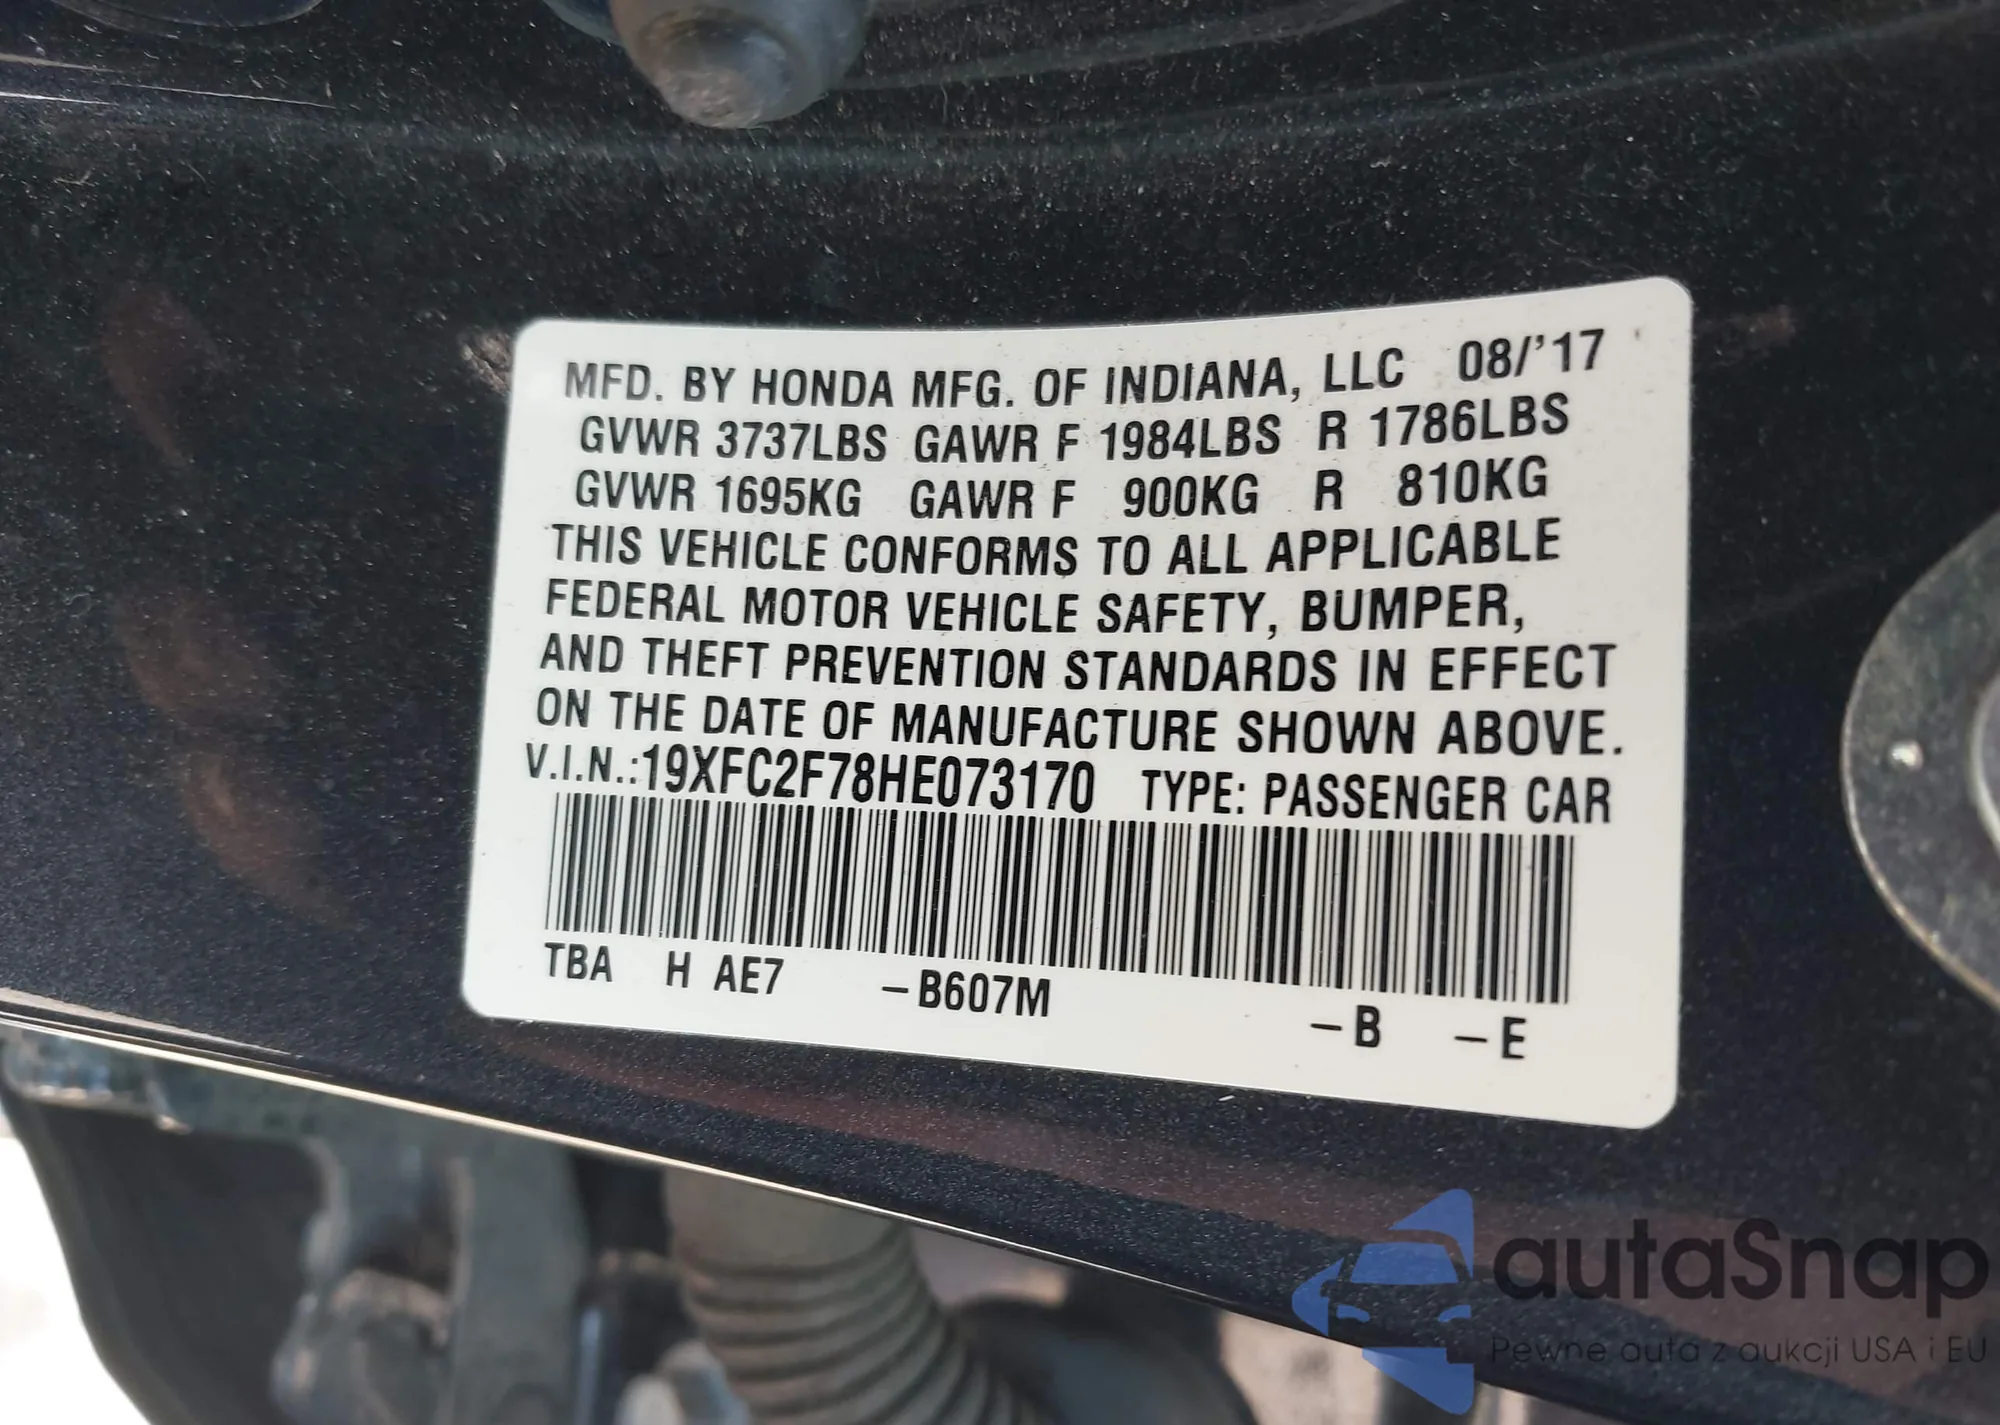 MFD. BY HONDA MFG. OF INDIANA, LLC 08/'17
GVWR 3737LBS GAWR F 1984LBS R 1786LBS
GVWR 1695KG GAWR F 900KG R 810KG
THIS VEHICLE CONFORMS TO ALL APPLICABLE
FEDERAL MOTOR VEHICLE SAFETY, BUMPER,
AND THEFT PREVENTION STANDARDS IN EFFECT
ON THE DATE OF MANUFACTURE SHOWN ABOVE.
V.I.N.:19XFC2F78HE073170 TYPE: PASSENGER CAR
TBA H AE7 -B607M -B -E
autaSnap
Pewne auta z aukcji USA i EU